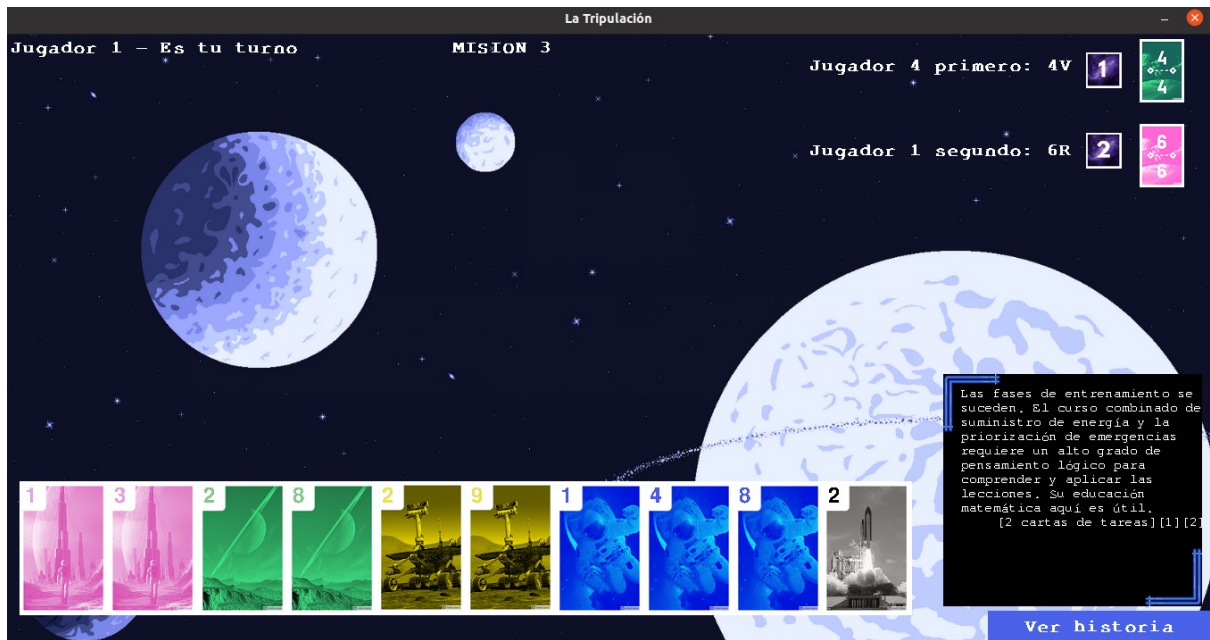 La Tripulación
Jugador 1 - Es tu turno
MISION 3
Jugador 4 primero: 4V
1
4
4
Jugador 1 segundo: 6R
2
6
6
Las fases de entrenamiento se
suceden. El curso combinado de
suministro de energía y la
priorización de emergencias
requiere un alto grado de
pensamiento lógico para
comprender y aplicar las
lecciones. Su educación
matemática aquí es útil.
[2 cartas de tareas][1][2]
1 3 2 8 2 9 1 4 8 2
Ver historia